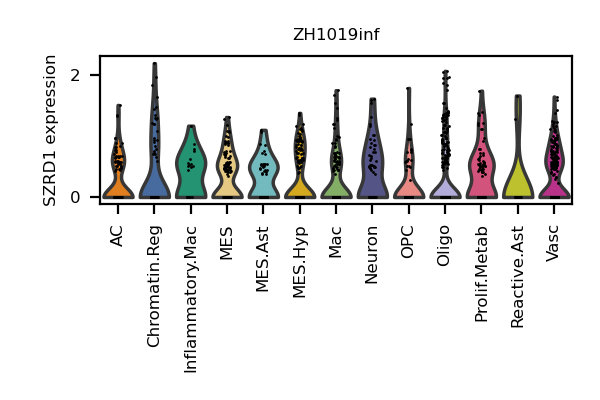 ZH1019inf
SZRD1 expression
2
0
AC
Chromatin.Reg
Inflammatory.Mac
MES
MES.Ast
MES.Hyp
Mac
Neuron
OPC
Oligo
Prolif.Metab
Reactive.Ast
Vasc